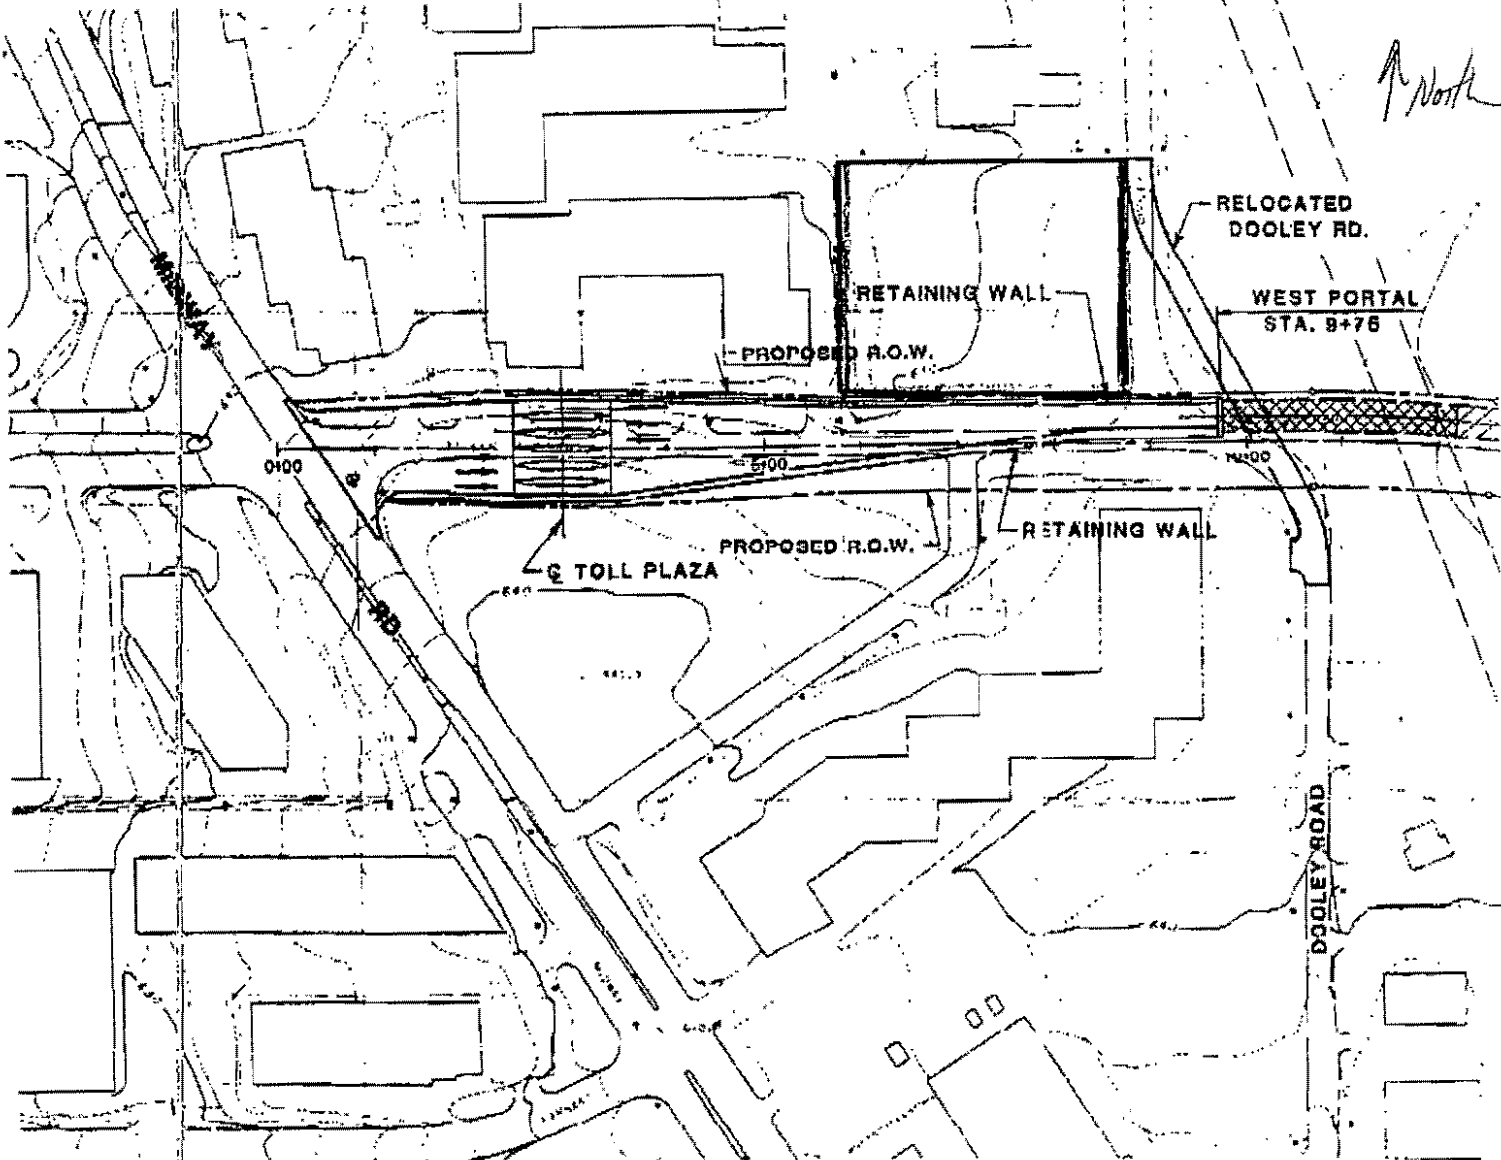 North
RELOCATED
DOOLEY RD.
RETAINING WALL
WEST PORTAL
STA. 9+76
PROPOSED R.O.W.
0+00
5+00
10+00
RETAINING WALL
PROPOSED R.O.W.
℄ TOLL PLAZA
RD.
DOOLEY ROAD